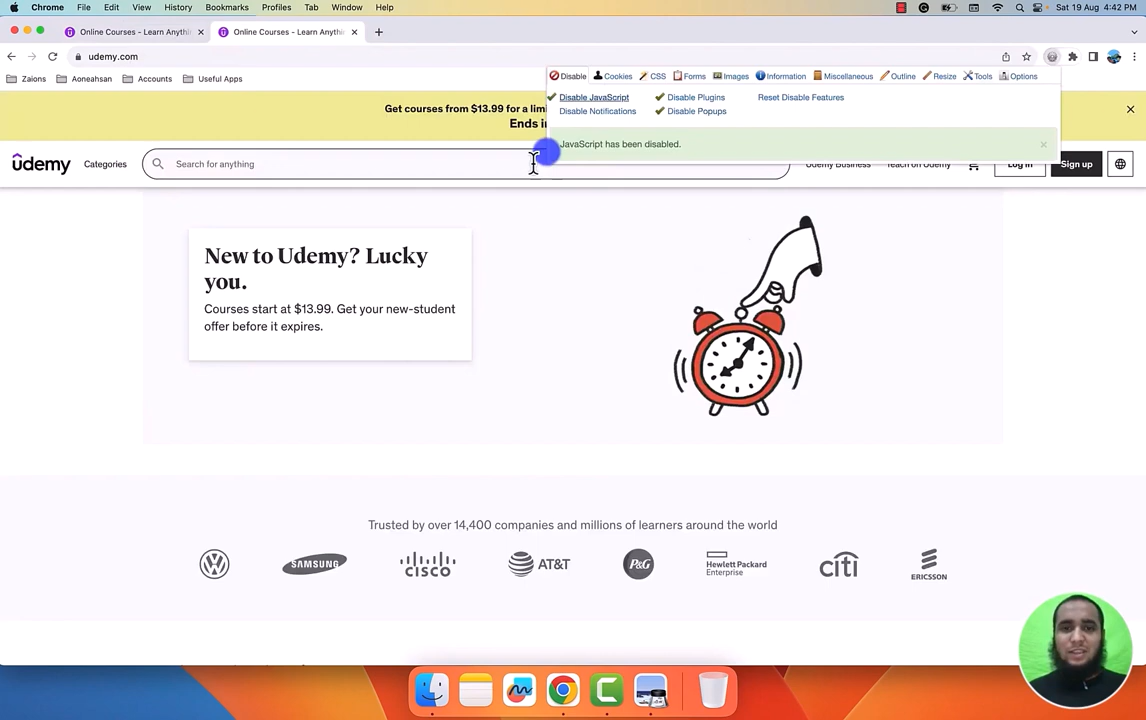 Chrome File Edit View History Bookmarks Profiles Tab Window Help Sat 19 Aug 4:42 PM
Online Courses - Learn Anythi Online Courses - Learn Anythi
udemy.com
Zaions Aoneahsan Accounts Useful Apps
Disable Cookies CSS Forms Images Information Miscellaneous Outline Resize Tools Options
Disable JavaScript Disable Plugins Reset Disable Features
Disable Notifications Disable Popups
JavaScript has been disabled.
Get courses from $13.99 for a
Ends
udemy Categories Search for anything Udemy Business Teach on Udemy Log in Sign up
New to Udemy? Lucky
you.
Courses start at $13.99. Get your new-student
offer before it expires.
Trusted by over 14,400 companies and millions of learners around the world
SAMSUNG CISCO AT&T P&G Hewlett Packard
Enterprise citi ERICSSON